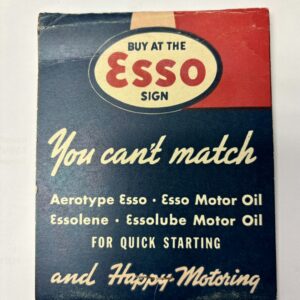 BUY AT THE
Esso
SIGN
You can't match
Aerotype Esso · Esso Motor Oil
Essolene · Essolube Motor Oil
FOR QUICK STARTING
and Happy Motoring